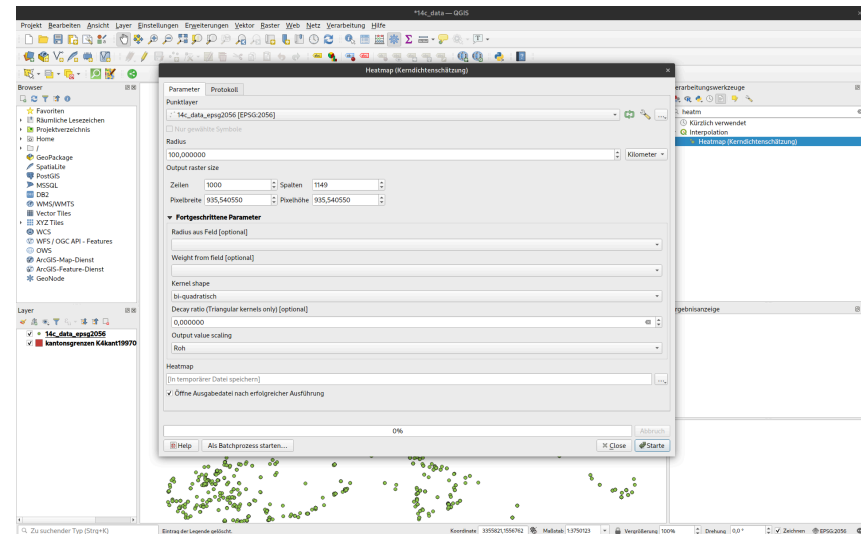 *14c_data — QGIS
Projekt Bearbeiten Ansicht Layer Einstellungen Erweiterungen Vektor Raster Web Netz Verarbeitung Hilfe
Browser
Favoriten
Räumliche Lesezeichen
Projektverzeichnis
Home
/
GeoPackage
SpatiaLite
PostGIS
MSSQL
DB2
WMS/WMTS
Vector Tiles
XYZ Tiles
WCS
WFS / OGC API - Features
OWS
ArcGIS-Map-Dienst
ArcGIS-Feature-Dienst
GeoNode
Layer
14c_data_epsg2056
kantonsgrenzen K4kant19970
Heatmap (Kerndichtenschätzung)
Parameter Protokoll
Punktlayer
14c_data_epsg2056 [EPSG:2056]
Nur gewählte Symbole
Radius
100,000000 Kilometer
Output raster size
Zeilen 1000 Spalten 1149
Pixelbreite 935,540550 Pixelhöhe 935,540550
Fortgeschrittene Parameter
Radius aus Feld [optional]
Weight from field [optional]
Kernel shape
bi-quadratisch
Decay ratio (Triangular kernels only) [optional]
0,000000
Output value scaling
Roh
Heatmap
[In temporärer Datei speichern]
Öffne Ausgabedatei nach erfolgreicher Ausführung
0% Abbruch
Help Als Batchprozess starten... Close Starte
erarbeitungswerkzeuge
heatm
Kürzlich verwendet
Interpolation
Heatmap (Kerndichtenschätzung)
rgebnisanzeige
Zu suchender Typ (Strg+K) Eintrag der Legende gelöscht. Koordinate 3355821,1556762 Maßstab 1:3750123 Vergrößerung 100% Drehung 0,0° Zeichnen EPSG:2056